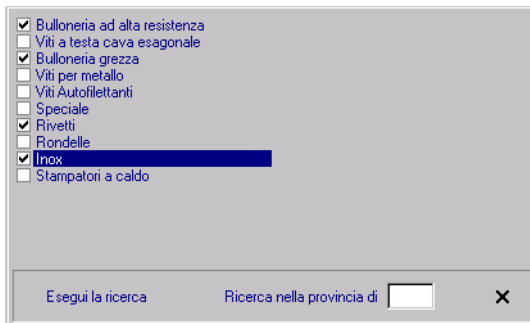 Bulloneria ad alta resistenza
Viti a testa cava esagonale
Bulloneria grezza
Viti per metallo
Viti Autofilettanti
Speciale
Rivetti
Rondelle
Inox
Stampatori a caldo
Esegui la ricerca Ricerca nella provincia di